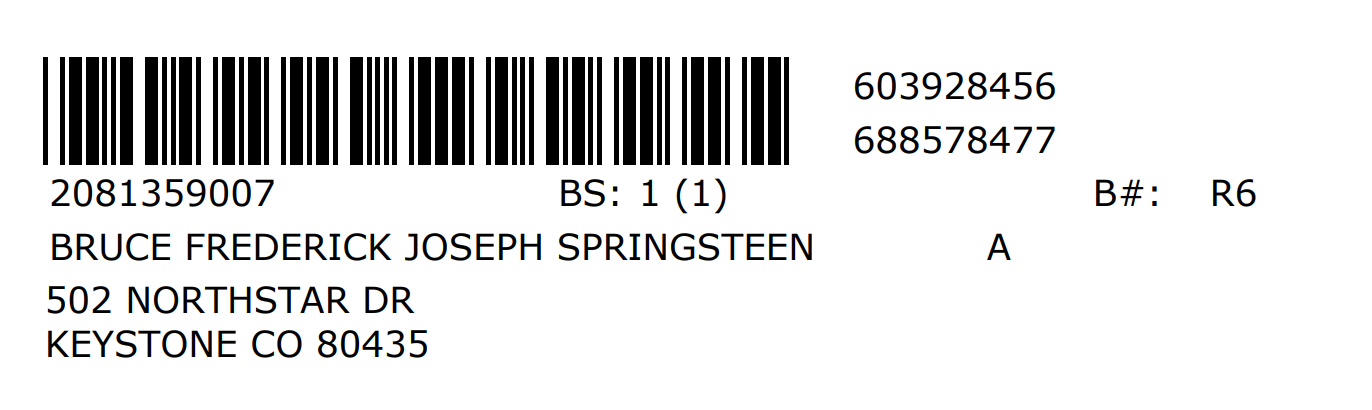 603928456
688578477
2081359007 BS: 1 (1) B#: R6
BRUCE FREDERICK JOSEPH SPRINGSTEEN A
502 NORTHSTAR DR
KEYSTONE CO 80435